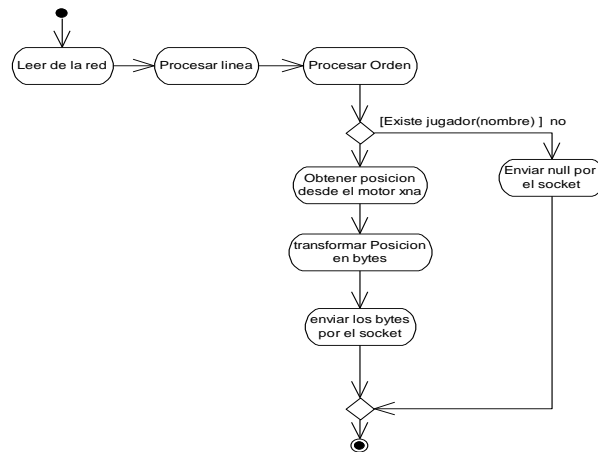 Leer de la red
Procesar linea
Procesar Orden
[Existe jugador(nombre) ] no
Obtener posicion
desde el motor xna
Enviar null por
el socket
transformar Posicion
en bytes
enviar los bytes
por el socket